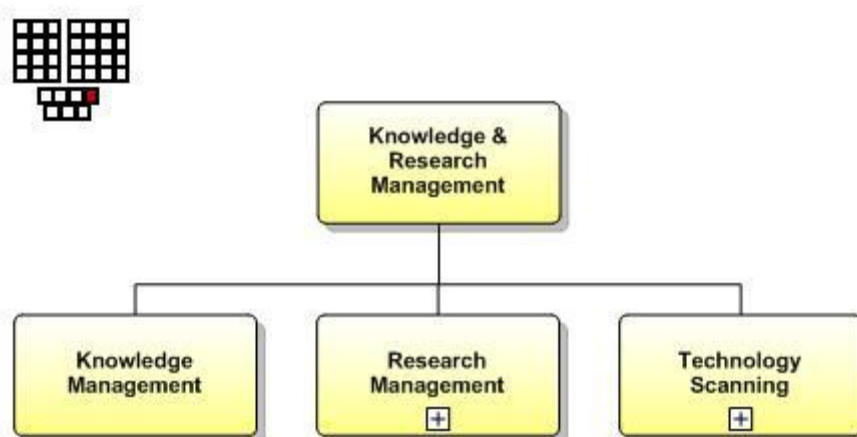 Knowledge &
Research
Management
Knowledge
Management
Research
Management
Technology
Scanning